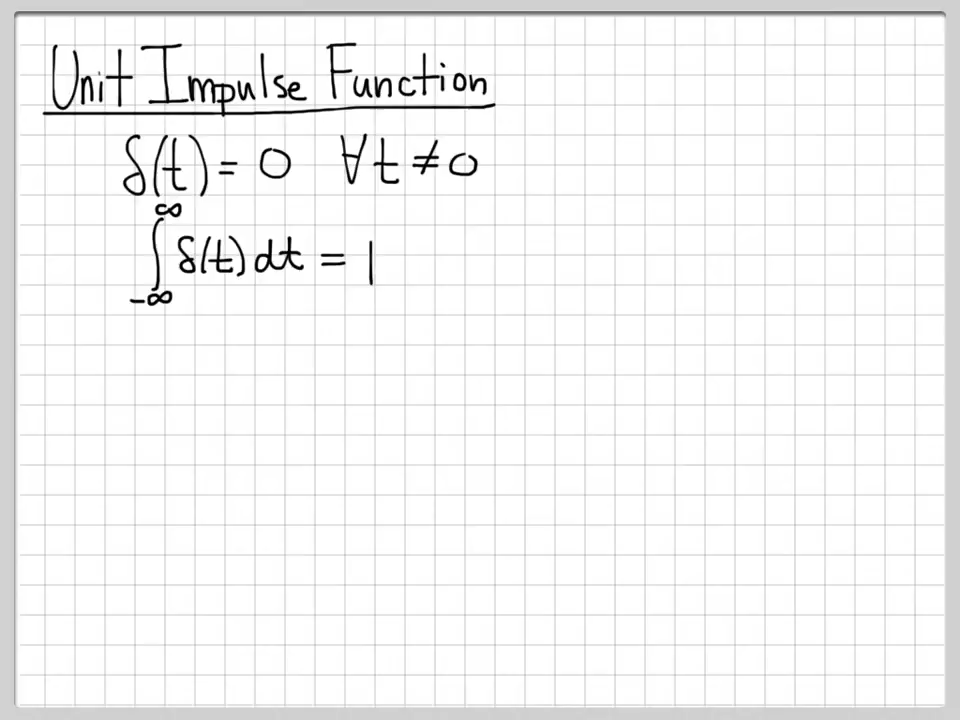 Unit Impulse Function
δ(t) = 0 ∀t ≠ 0
∫_{-∞}^{∞} δ(t) dt = 1